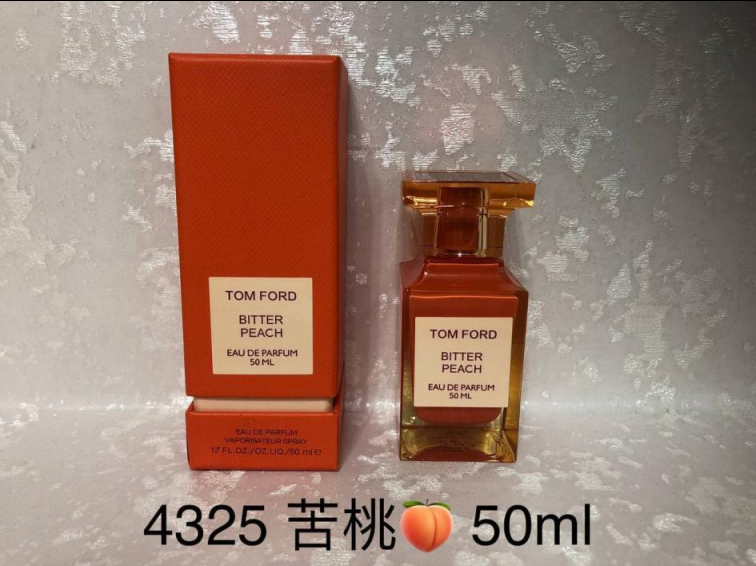 TOM FORD
BITTER
PEACH
EAU DE PARFUM
50 ML
EAU DE PARFUM
VAPORISATEUR SPRAY
1.7 FL.OZ./OZ.LIQ./50 ml e
TOM FORD
BITTER
PEACH
EAU DE PARFUM
50 ML
4325 苦桃🍑 50ml